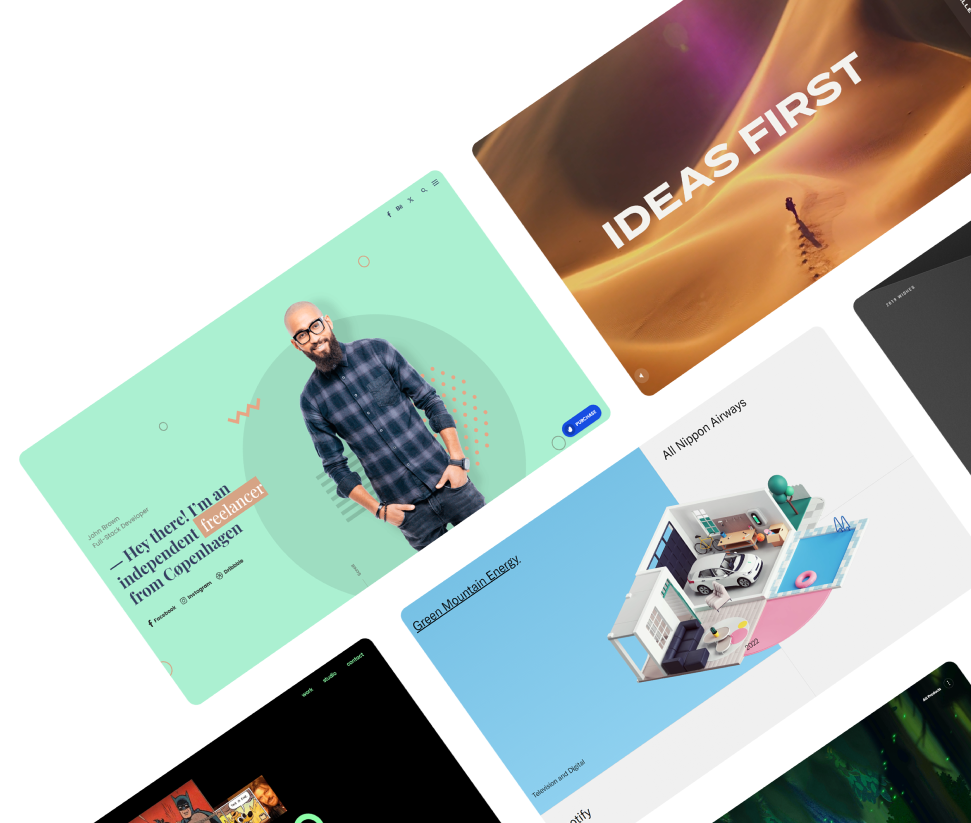 IDEAS FIRST
Bē
PURCHASE
John Brown
Full-Stack Developer
— Hey there! I'm an
independent freelancer
from Copenhagen
Facebook Instagram Dribbble
2019 WISHES
All Nippon Airways
Green Mountain Energy
2022
Television and Digital
otify
work studio contact
All Products